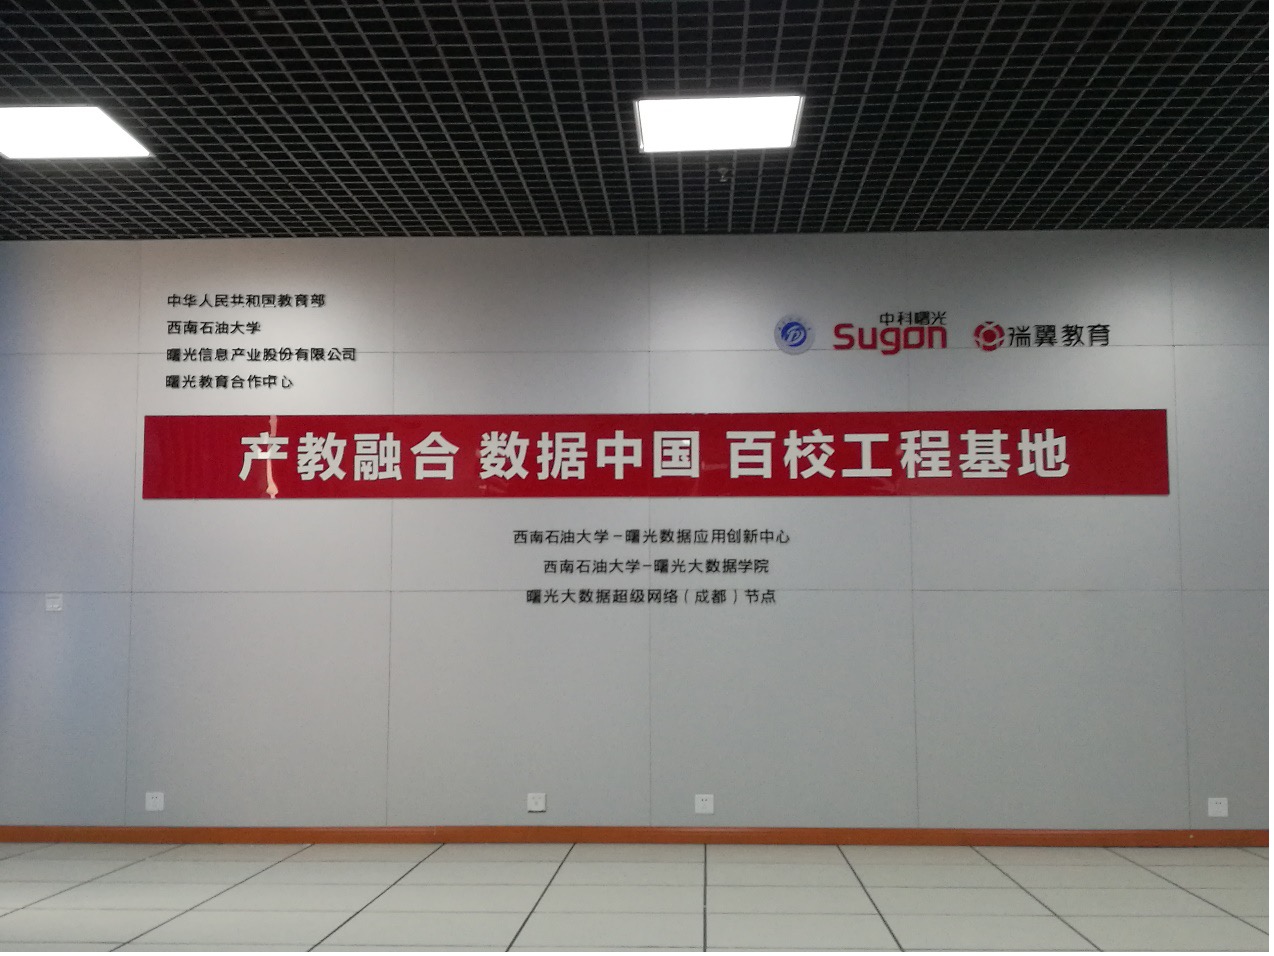 中华人民共和国教育部
西南石油大学
曙光信息产业股份有限公司
曙光教育合作中心
中科曙光
Sugon
瑞翼教育
产教融合 数据中国 百校工程基地
西南石油大学-曙光数据应用创新中心
西南石油大学-曙光大数据学院
曙光大数据超级网络(成都)节点